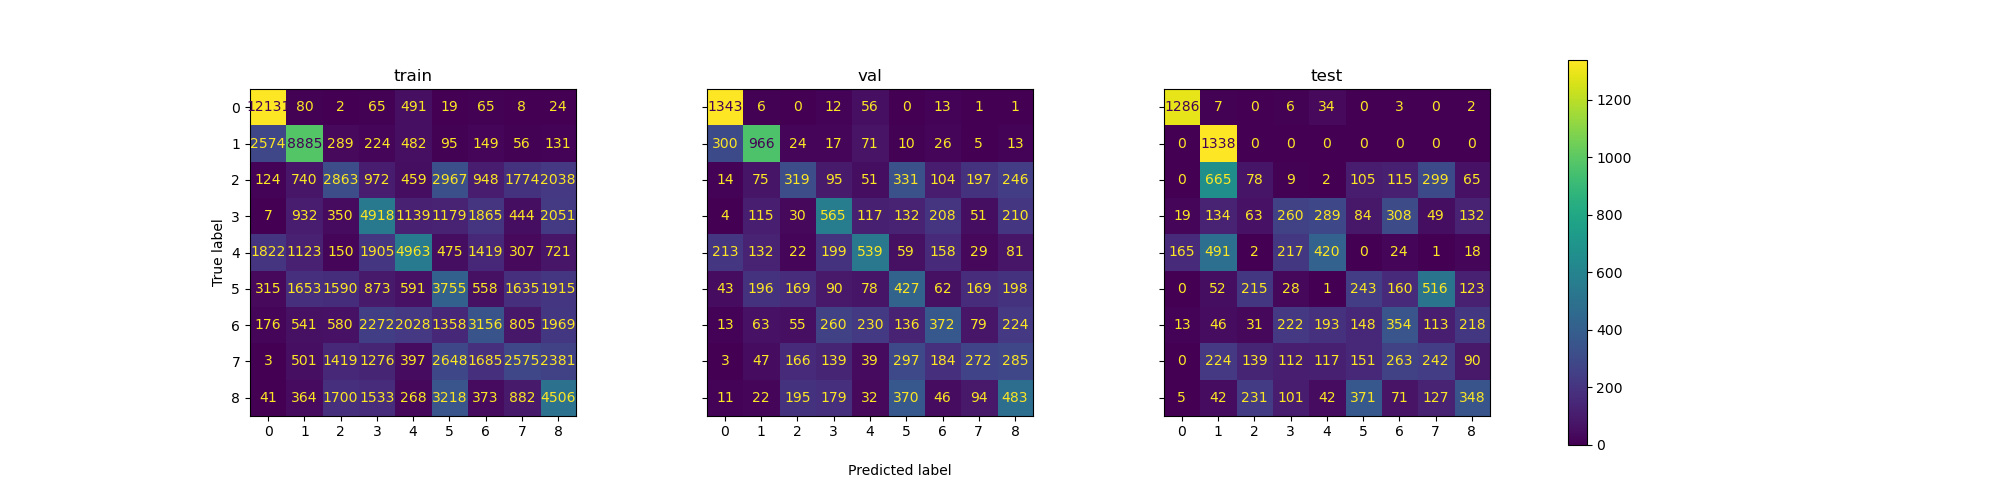 train
val
test
0 12131 80 2 65 491 19 65 8 24
1343 6 0 12 56 0 13 1 1
1286 7 0 6 34 0 3 0 2
1 2574 8885 289 224 482 95 149 56 131
300 966 24 17 71 10 26 5 13
0 1338 0 0 0 0 0 0 0
2 124 740 2863 972 459 2967 948 1774 2038
14 75 319 95 51 331 104 197 246
0 665 78 9 2 105 115 299 65
3 7 932 350 4918 1139 1179 1865 444 2051
4 115 30 565 117 132 208 51 210
19 134 63 260 289 84 308 49 132
4 1822 1123 150 1905 4963 475 1419 307 721
213 132 22 199 539 59 158 29 81
165 491 2 217 420 0 24 1 18
5 315 1653 1590 873 591 3755 558 1635 1915
43 196 169 90 78 427 62 169 198
0 52 215 28 1 243 160 516 123
6 176 541 580 2272 2028 1358 3156 805 1969
13 63 55 260 230 136 372 79 224
13 46 31 222 193 148 354 113 218
7 3 501 1419 1276 397 2648 1685 2575 2381
3 47 166 139 39 297 184 272 285
0 224 139 112 117 151 263 242 90
8 41 364 1700 1533 268 3218 373 882 4506
11 22 195 179 32 370 46 94 483
5 42 231 101 42 371 71 127 348
0 1 2 3 4 5 6 7 8
0 1 2 3 4 5 6 7 8
0 1 2 3 4 5 6 7 8
True label
Predicted label
1200
1000
800
600
400
200
0